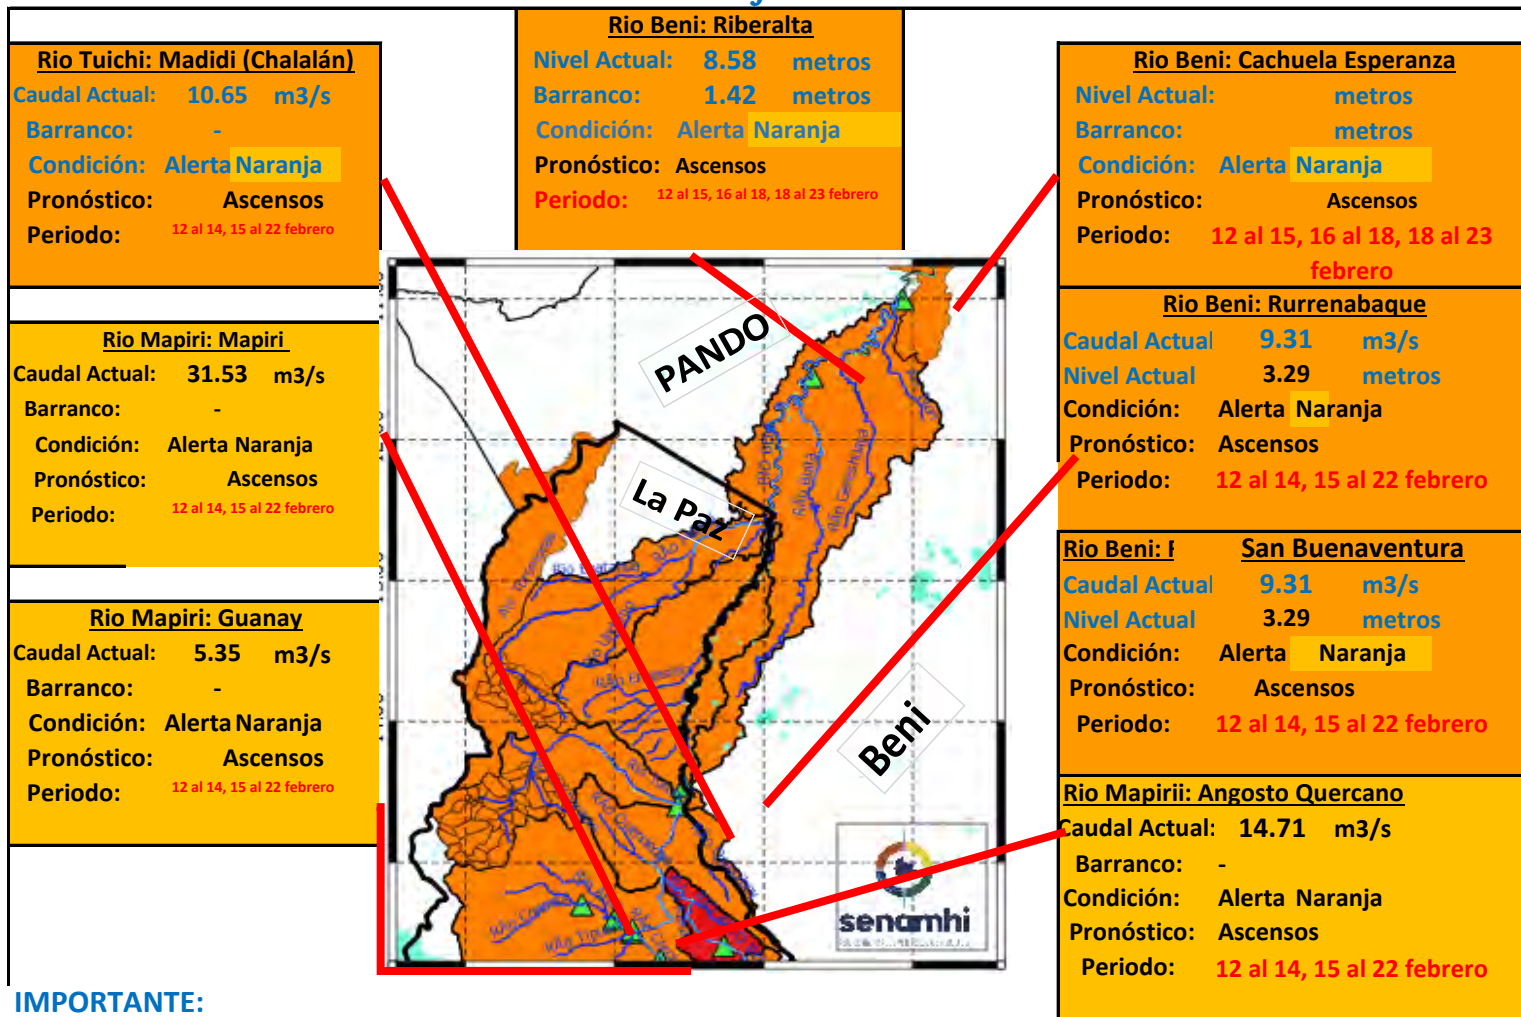 Rio Tuichi: Madidi (Chalalán)
Caudal Actual: 10.65 m3/s
Barranco: -
Condición: Alerta Naranja
Pronóstico: Ascensos
Periodo: 12 al 14, 15 al 22 febrero
Rio Mapiri: Mapiri
Caudal Actual: 31.53 m3/s
Barranco: -
Condición: Alerta Naranja
Pronóstico: Ascensos
Periodo: 12 al 14, 15 al 22 febrero
Rio Mapiri: Guanay
Caudal Actual: 5.35 m3/s
Barranco: -
Condición: Alerta Naranja
Pronóstico: Ascensos
Periodo: 12 al 14, 15 al 22 febrero
Rio Beni: Riberalta
Nivel Actual: 8.58 metros
Barranco: 1.42 metros
Condición: Alerta Naranja
Pronóstico: Ascensos
Periodo: 12 al 15, 16 al 18, 18 al 23 febrero
PANDO
La Paz
Beni
senamhi
Rio Beni: Cachuela Esperanza
Nivel Actual: metros
Barranco: metros
Condición: Alerta Naranja
Pronóstico: Ascensos
Periodo: 12 al 15, 16 al 18, 18 al 23
febrero
Rio Beni: Rurrenabaque
Caudal Actual 9.31 m3/s
Nivel Actual 3.29 metros
Condición: Alerta Naranja
Pronóstico: Ascensos
Periodo: 12 al 14, 15 al 22 febrero
Rio Beni: San Buenaventura
Caudal Actual 9.31 m3/s
Nivel Actual 3.29 metros
Condición: Alerta Naranja
Pronóstico: Ascensos
Periodo: 12 al 14, 15 al 22 febrero
Rio Mapirii: Angosto Quercano
Caudal Actual: 14.71 m3/s
Barranco: -
Condición: Alerta Naranja
Pronóstico: Ascensos
Periodo: 12 al 14, 15 al 22 febrero
IMPORTANTE: